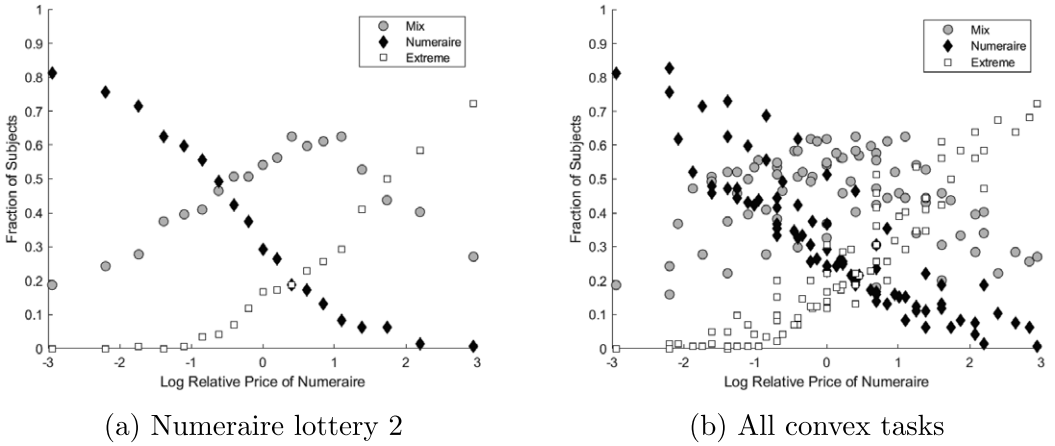 Fraction of Subjects
1
0.9
0.8
0.7
0.6
0.5
0.4
0.3
0.2
0.1
0
-3 -2 -1 0 1 2 3
Log Relative Price of Numeraire
Mix
Numeraire
Extreme
(a) Numeraire lottery 2
Fraction of Subjects
1
0.9
0.8
0.7
0.6
0.5
0.4
0.3
0.2
0.1
0
-3 -2 -1 0 1 2 3
Log Relative Price of Numeraire
Mix
Numeraire
Extreme
(b) All convex tasks